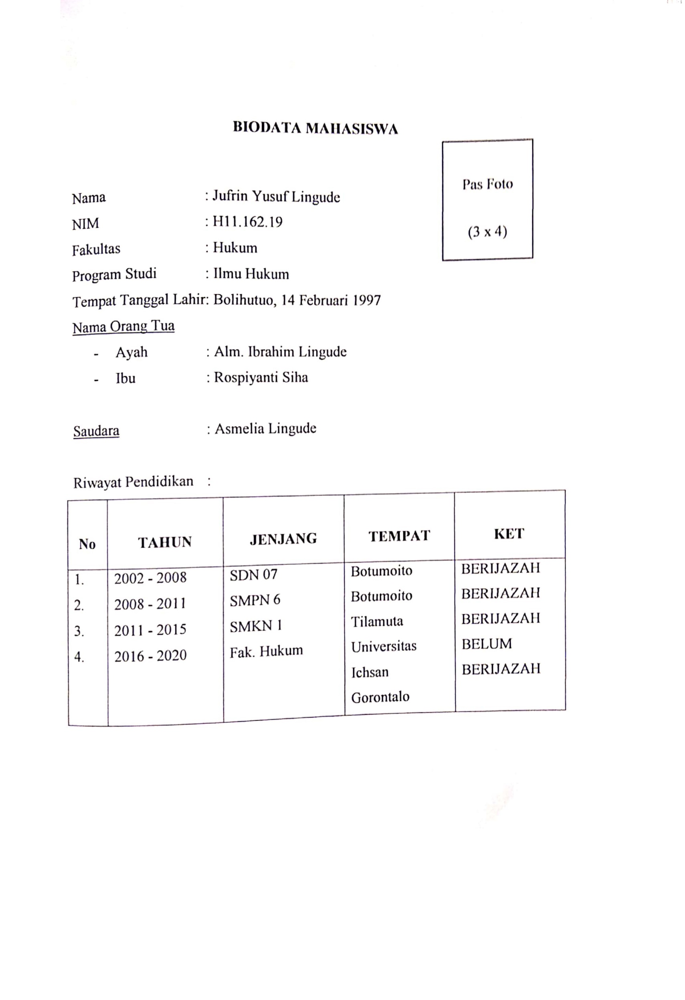 BIODATA MAHASISWA
Pas Foto
(3 x 4)
Nama : Jufrin Yusuf Lingude
NIM : H11.162.19
Fakultas : Hukum
Program Studi : Ilmu Hukum
Tempat Tanggal Lahir: Bolihutuo, 14 Februari 1997
Nama Orang Tua
- Ayah : Alm. Ibrahim Lingude
- Ibu : Rospiyanti Siha
Saudara : Asmelia Lingude
Riwayat Pendidikan :
No TAHUN JENJANG TEMPAT KET
1. 2002 - 2008 SDN 07 Botumoito BERIJAZAH
2. 2008 - 2011 SMPN 6 Botumoito BERIJAZAH
3. 2011 - 2015 SMKN 1 Tilamuta BERIJAZAH
4. 2016 - 2020 Fak. Hukum Universitas BELUM
Ichsan BERIJAZAH
Gorontalo